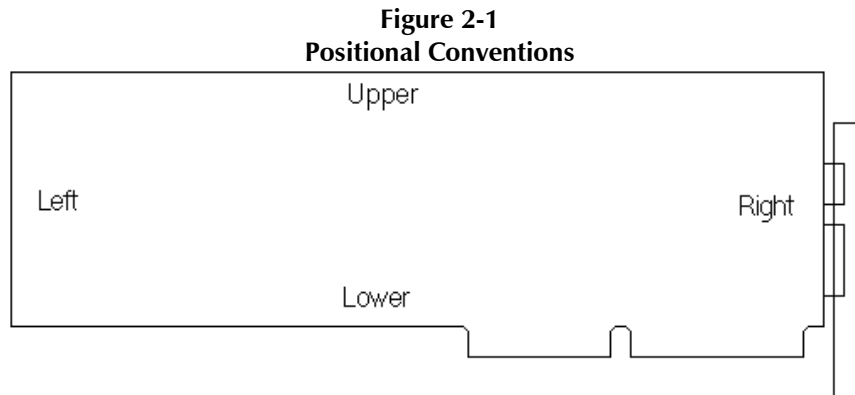 Figure 2-1
Positional Conventions
Upper
Left
Right
Lower